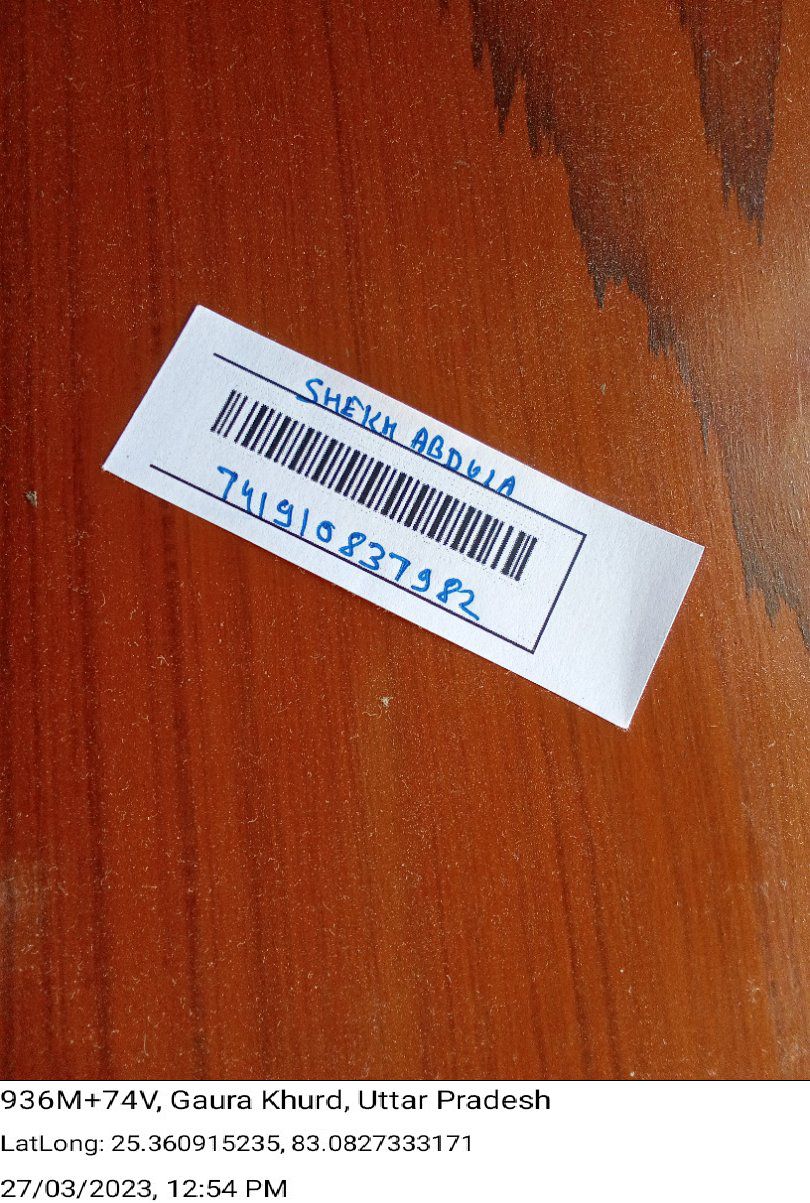 SHEKH ABDULA
741910837982
936M+74V, Gaura Khurd, Uttar Pradesh
LatLong: 25.360915235, 83.0827333171
27/03/2023, 12:54 PM